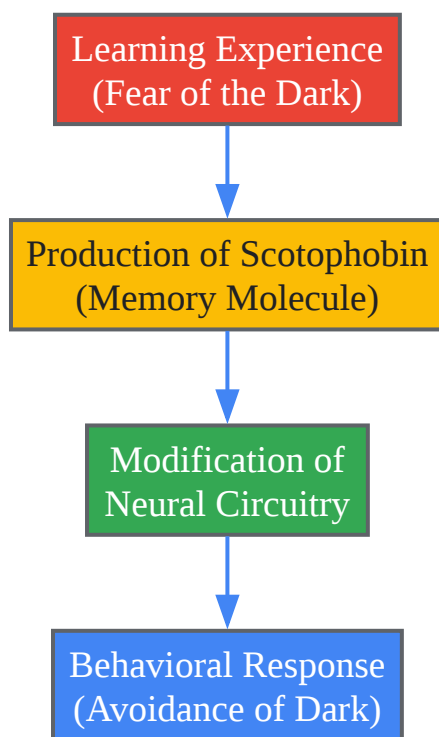 Learning Experience
(Fear of the Dark)
Production of Scotophobin
(Memory Molecule)
Modification of
Neural Circuitry
Behavioral Response
(Avoidance of Dark)